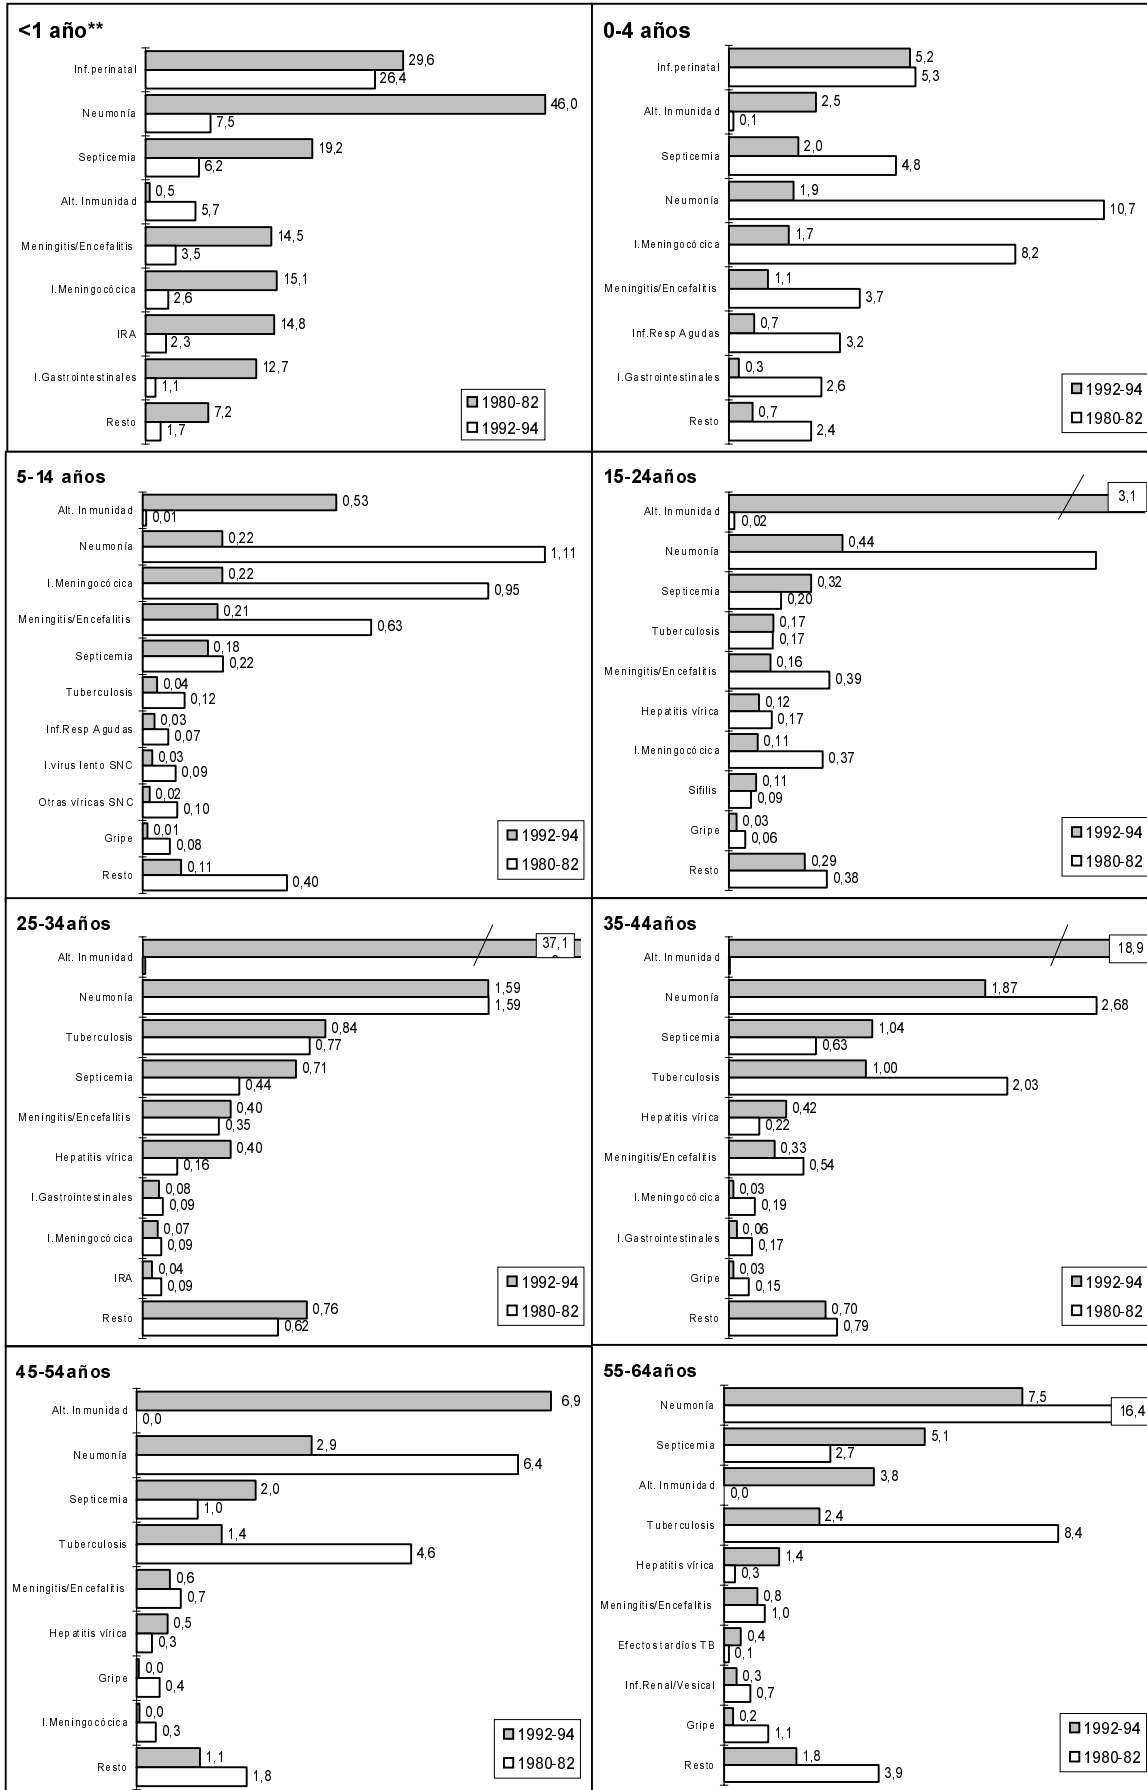 <1 año**
Inf.perinatal
29,6
26,4
Neumonía
46,0
7,5
Septicemia
19,2
6,2
Alt. Inmunidad
0,5
5,7
Meningitis/Encefalitis
14,5
3,5
I.Meningocócica
15,1
2,6
IRA
14,8
2,3
I.Gastrointestinales
12,7
1,1
Resto
7,2
1,7
1980-82
1992-94
0-4 años
Inf.perinatal
5,2
5,3
Alt. Inmunidad
2,5
0,1
Septicemia
2,0
4,8
Neumonía
1,9
10,7
I.Meningocócica
1,7
8,2
Meningitis/Encefalitis
1,1
3,7
Inf.Resp Agudas
0,7
3,2
I.Gastrointestinales
0,3
2,6
Resto
0,7
2,4
1992-94
1980-82
5-14 años
Alt. Inmunidad
0,53
0,01
Neumonía
0,22
1,11
I.Meningocócica
0,22
0,95
Meningitis/Encefalitis
0,21
0,63
Septicemia
0,18
0,22
Tuberculosis
0,04
0,12
Inf.Resp Agudas
0,03
0,07
I.virus lento SNC
0,03
0,09
Otras víricas SNC
0,02
0,10
Gripe
0,01
0,08
Resto
0,11
0,40
1992-94
1980-82
15-24años
Alt. Inmunidad
3,1
0,02
Neumonía
0,44
Septicemia
0,32
0,20
Tuberculosis
0,17
0,17
Meningitis/Encefalitis
0,16
0,39
Hepatitis vírica
0,12
0,17
I.Meningocócica
0,11
0,37
Sifilis
0,11
0,09
Gripe
0,03
0,06
Resto
0,29
0,38
1992-94
1980-82
25-34años
Alt. Inmunidad
37,1
Neumonía
1,59
1,59
Tuberculosis
0,84
0,77
Septicemia
0,71
0,44
Meningitis/Encefalitis
0,40
0,35
Hepatitis vírica
0,40
0,16
I.Gastrointestinales
0,08
0,09
I.Meningocócica
0,07
0,09
IRA
0,04
0,09
Resto
0,76
0,62
1992-94
1980-82
35-44años
Alt. Inmunidad
18,9
Neumonía
1,87
2,68
Septicemia
1,04
0,63
Tuberculosis
1,00
2,03
Hepatitis vírica
0,42
0,22
Meningitis/Encefalitis
0,33
0,54
I.Meningocócica
0,03
0,19
I.Gastrointestinales
0,06
0,17
Gripe
0,03
0,15
Resto
0,70
0,79
1992-94
1980-82
45-54años
Alt. Inmunidad
6,9
0,0
Neumonía
2,9
6,4
Septicemia
2,0
1,0
Tuberculosis
1,4
4,6
Meningitis/Encefalitis
0,6
0,7
Hepatitis vírica
0,5
0,3
Gripe
0,0
0,4
I.Meningocócica
0,0
0,3
Resto
1,1
1,8
1992-94
1980-82
55-64años
Neumonía
7,5
16,4
Septicemia
5,1
2,7
Alt. Inmunidad
3,8
0,0
Tuberculosis
2,4
8,4
Hepatitis vírica
1,4
0,3
Meningitis/Encefalitis
0,8
1,0
Efectos tardíos TB
0,4
0,1
Inf.Renal/Vesical
0,3
0,7
Gripe
0,2
1,1
Resto
1,8
3,9
1992-94
1980-82